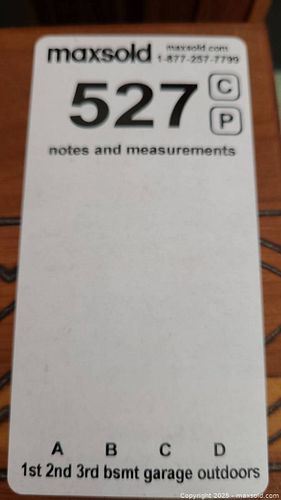 maxsold maxsold.com
1-877-257-7799
527 C
P
notes and measurements
A B C D
1st 2nd 3rd bsmt garage outdoors
Copyright 2025 - maxsold.com